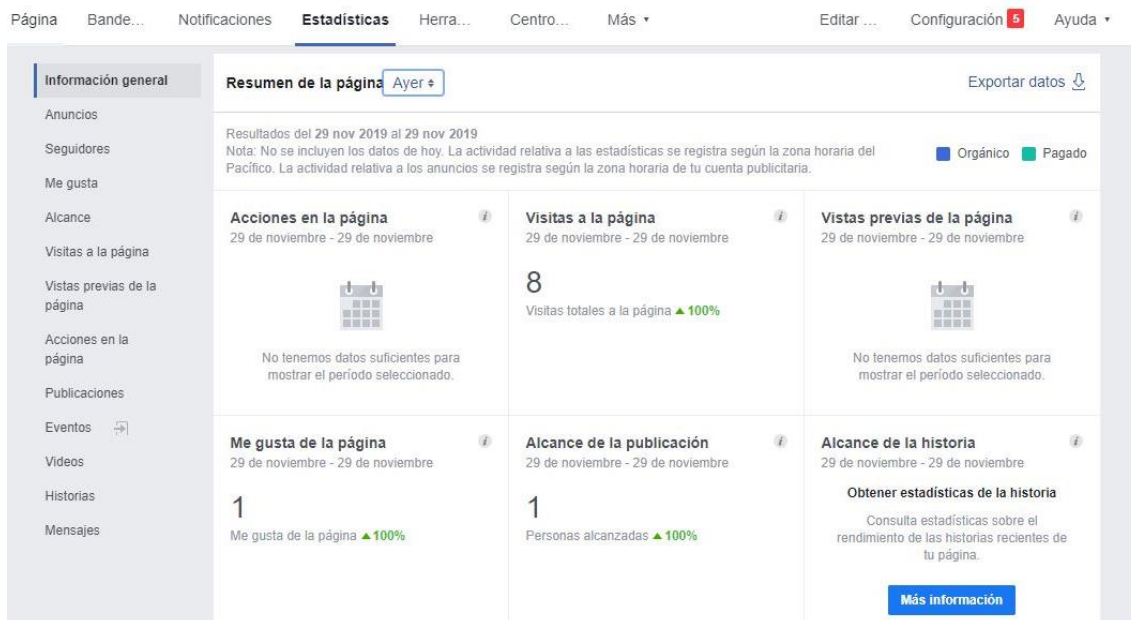 Página Bande... Notificaciones Estadísticas Herra... Centro... Más Editar ... Configuración 5 Ayuda
Información general
Anuncios
Seguidores
Me gusta
Alcance
Visitas a la página
Vistas previas de la
página
Acciones en la
página
Publicaciones
Eventos
Videos
Historias
Mensajes
Resumen de la página Ayer
Exportar datos
Resultados del 29 nov 2019 al 29 nov 2019
Nota: No se incluyen los datos de hoy. La actividad relativa a las estadísticas se registra según la zona horaria del
Pacífico. La actividad relativa a los anuncios se registra según la zona horaria de tu cuenta publicitaria.
Orgánico Pagado
Acciones en la página
29 de noviembre - 29 de noviembre
No tenemos datos suficientes para
mostrar el período seleccionado.
Visitas a la página
29 de noviembre - 29 de noviembre
8
Visitas totales a la página ▲ 100%
Vistas previas de la página
29 de noviembre - 29 de noviembre
No tenemos datos suficientes para
mostrar el período seleccionado.
Me gusta de la página
29 de noviembre - 29 de noviembre
1
Me gusta de la página ▲ 100%
Alcance de la publicación
29 de noviembre - 29 de noviembre
1
Personas alcanzadas ▲ 100%
Alcance de la historia
29 de noviembre - 29 de noviembre
Obtener estadísticas de la historia
Consulta estadísticas sobre el
rendimiento de las historias recientes de
tu página.
Más información